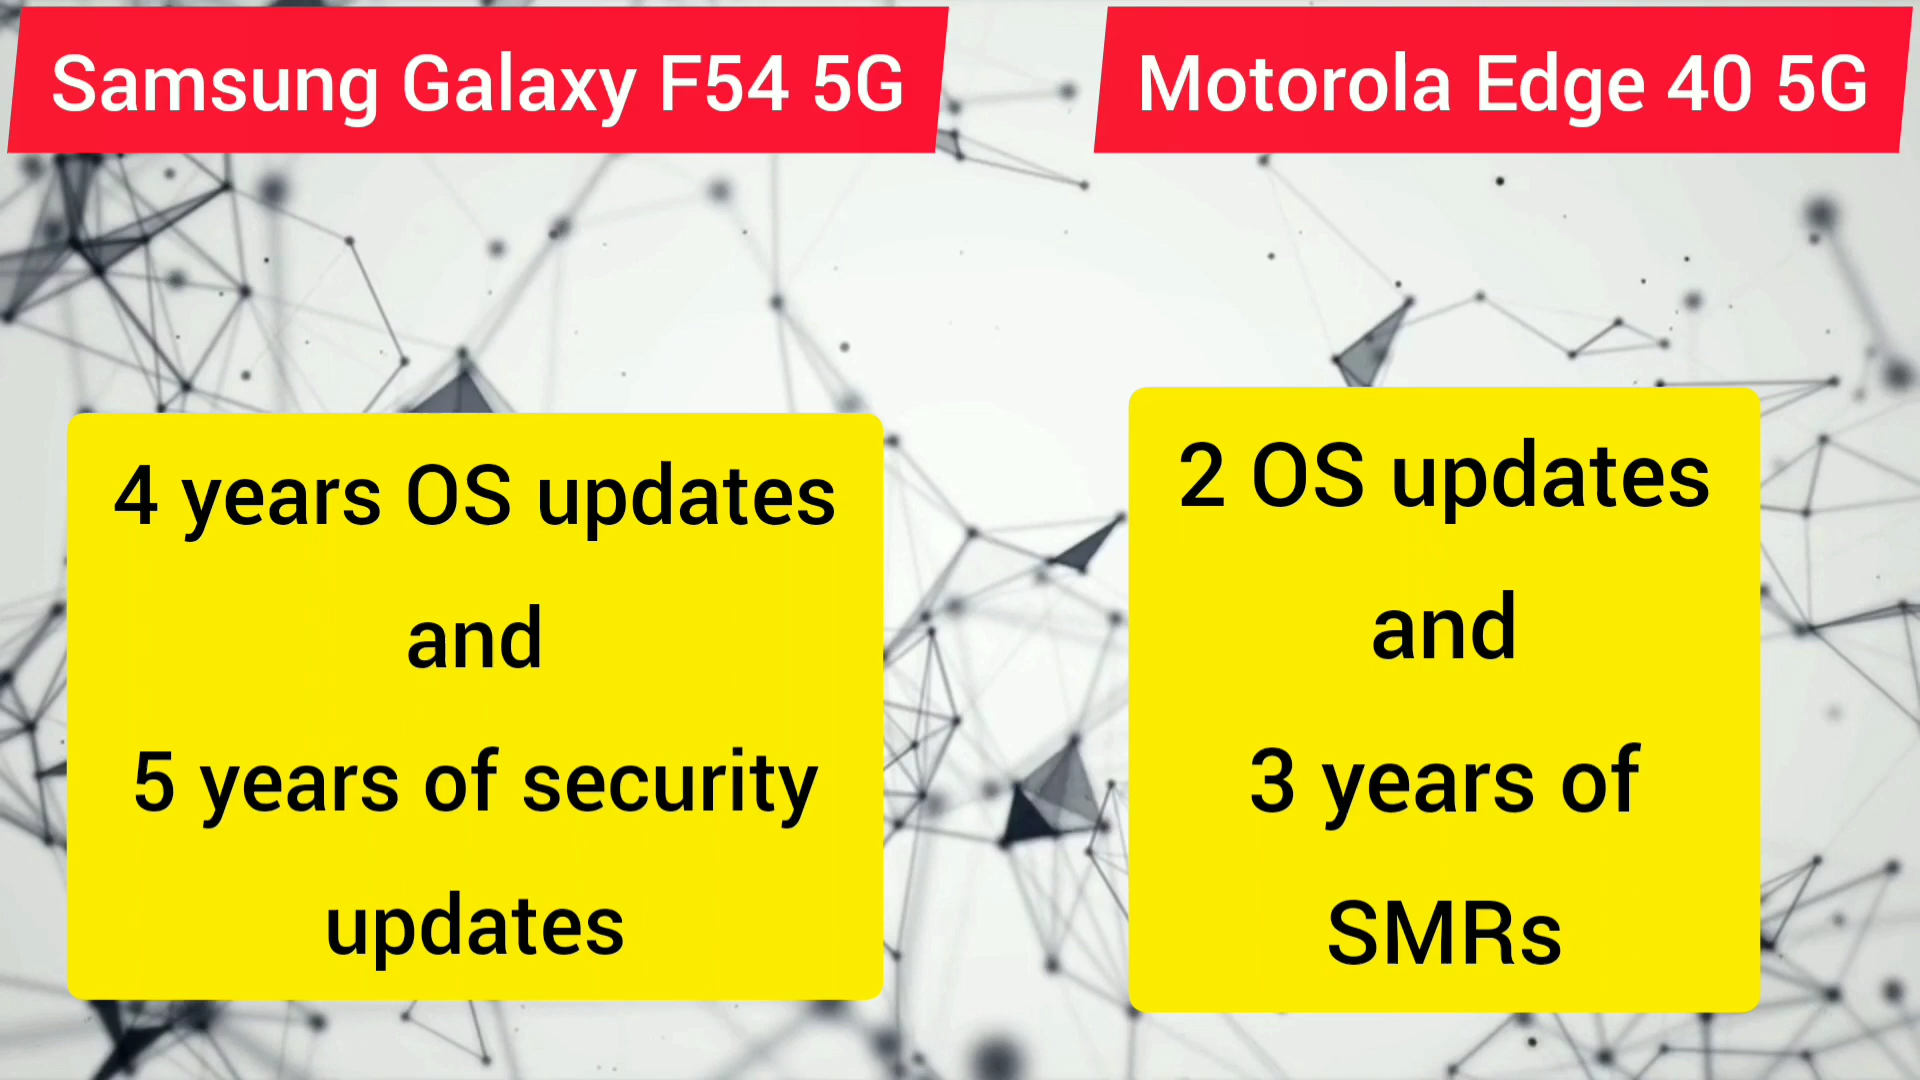 Samsung Galaxy F54 5G
Motorola Edge 40 5G
4 years OS updates
and
5 years of security
updates
2 OS updates
and
3 years of
SMRs